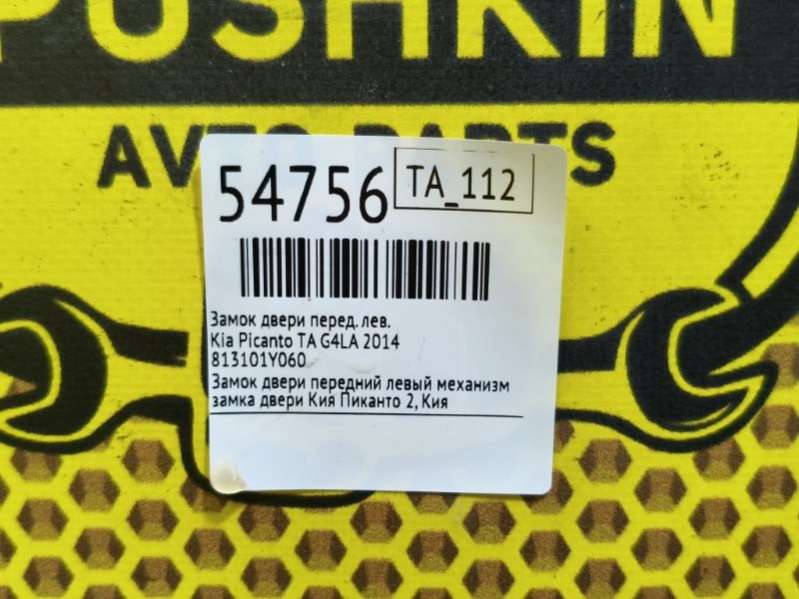 PUSHKIN
AVTO PARTS
54756
TA_112
Замок двери перед. лев.
Kia Picanto TA G4LA 2014
813101Y060
Замок двери передний левый механизм
замка двери Кия Пиканто 2, Кия